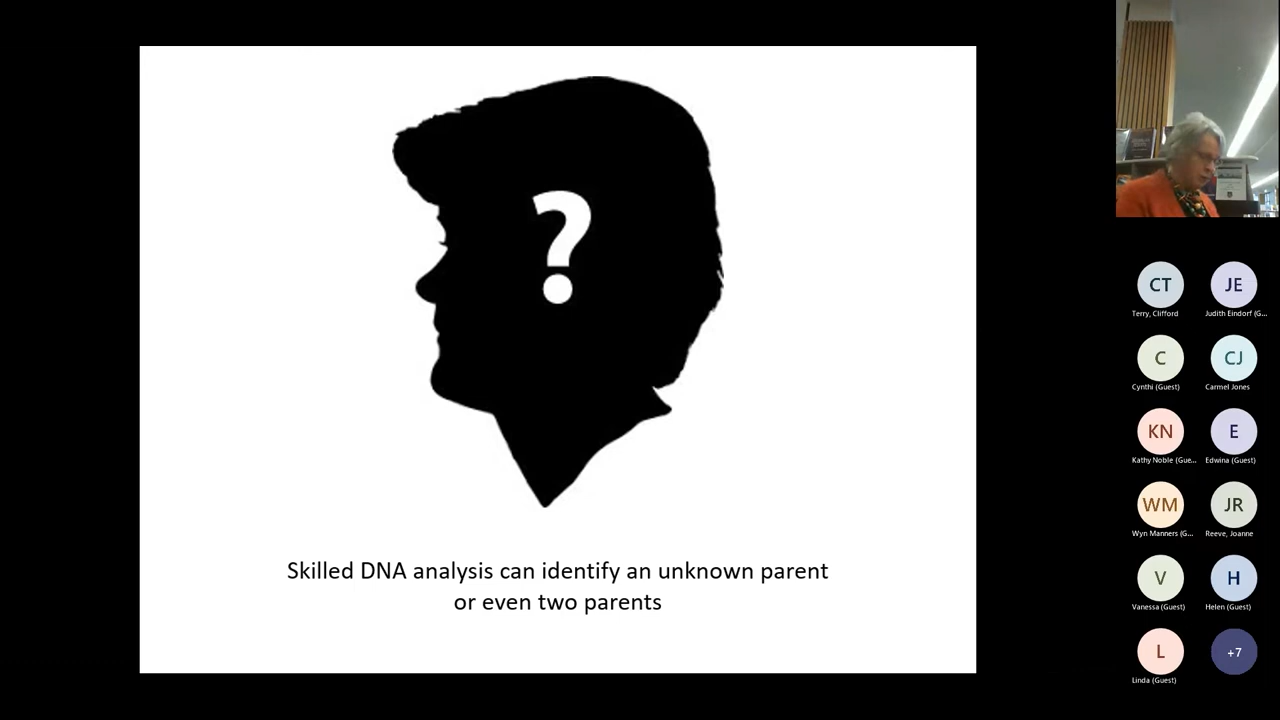 ?
Skilled DNA analysis can identify an unknown parent
or even two parents
CT
Terry, Clifford
JE
Judith Eindorf (G...
C
Cynthi (Guest)
CJ
Carmel Jones
KN
Kathy Noble (Gue...
E
Edwina (Guest)
WM
Wyn Manners (G...
JR
Reeve, Joanne
V
Vanessa (Guest)
H
Helen (Guest)
L
Linda (Guest)
+7